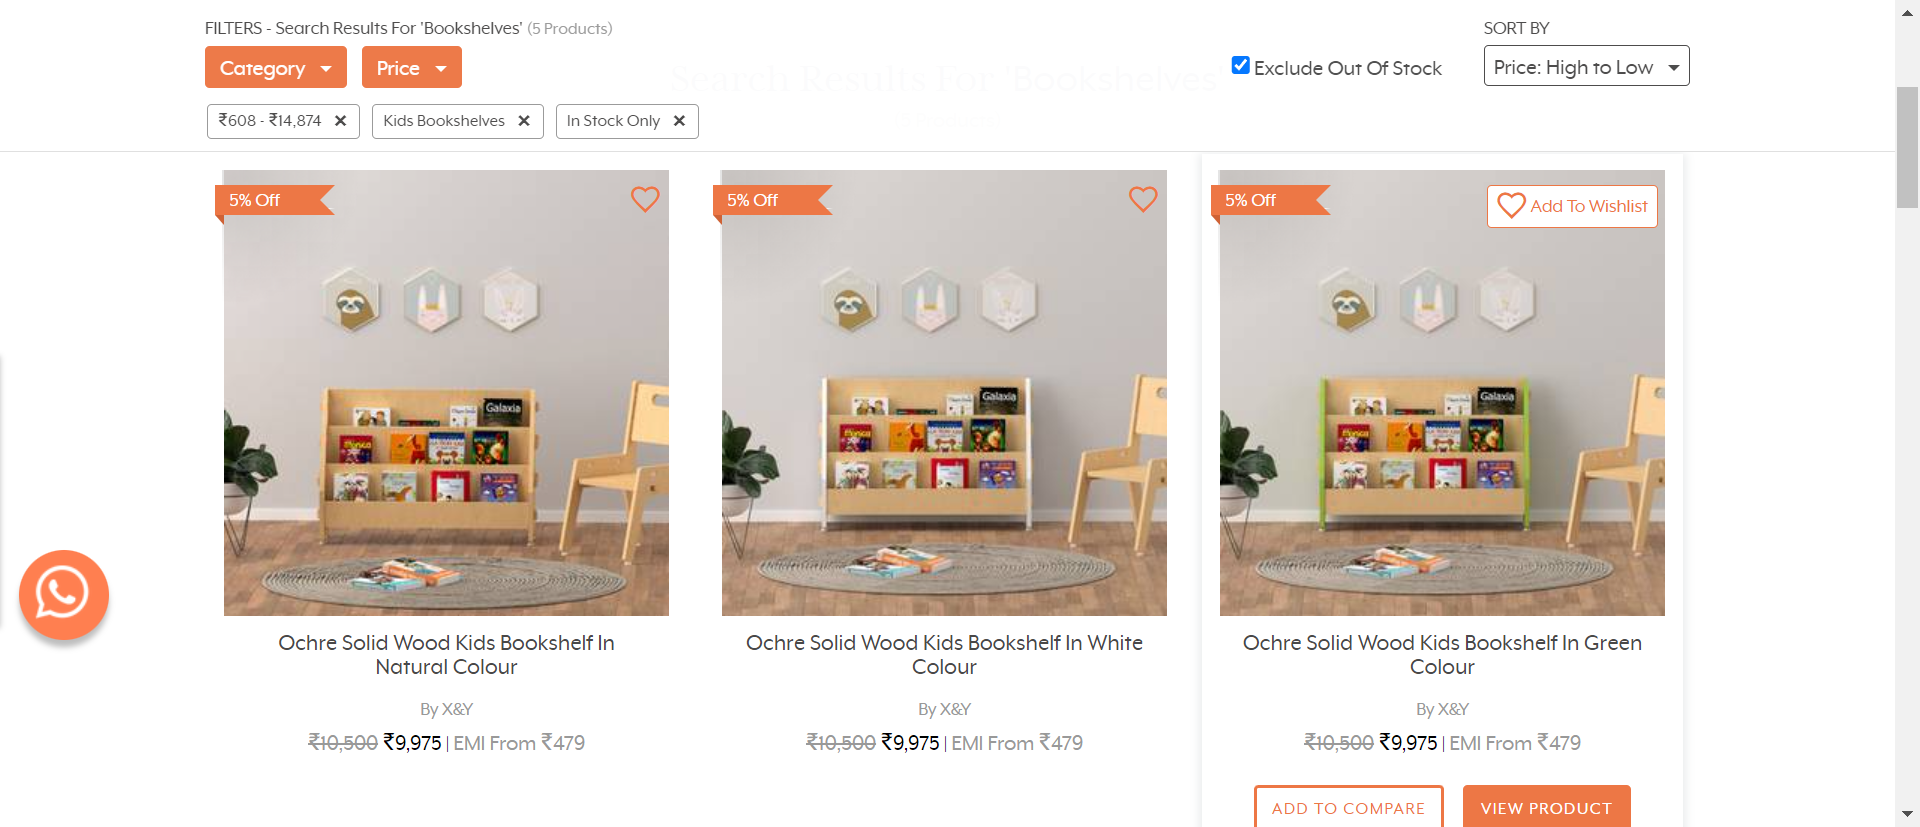 FILTERS - Search Results For 'Bookshelves' (5 Products)
SORT BY
Category
Price
Search Results For 'Bookshelves'
Exclude Out Of Stock
Price: High to Low
₹608 - ₹14,874 ✕
Kids Bookshelves ✕
In Stock Only ✕
5% Off
5% Off
5% Off
Add To Wishlist
Galaxia
Galaxia
Galaxia
Ochre Solid Wood Kids Bookshelf In
Natural Colour
By X&Y
₹10,500 ₹9,975 | EMI From ₹479
Ochre Solid Wood Kids Bookshelf In White
Colour
By X&Y
₹10,500 ₹9,975 | EMI From ₹479
Ochre Solid Wood Kids Bookshelf In Green
Colour
By X&Y
₹10,500 ₹9,975 | EMI From ₹479
ADD TO COMPARE
VIEW PRODUCT